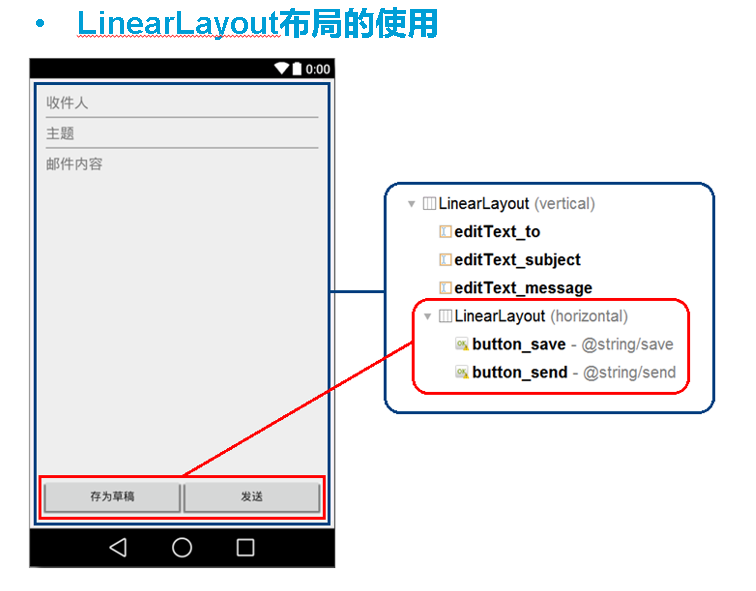 • LinearLayout布局的使用
0:00
收件人
主题
邮件内容
存为草稿
发送
LinearLayout (vertical)
editText_to
editText_subject
editText_message
LinearLayout (horizontal)
button_save - @string/save
button_send - @string/send